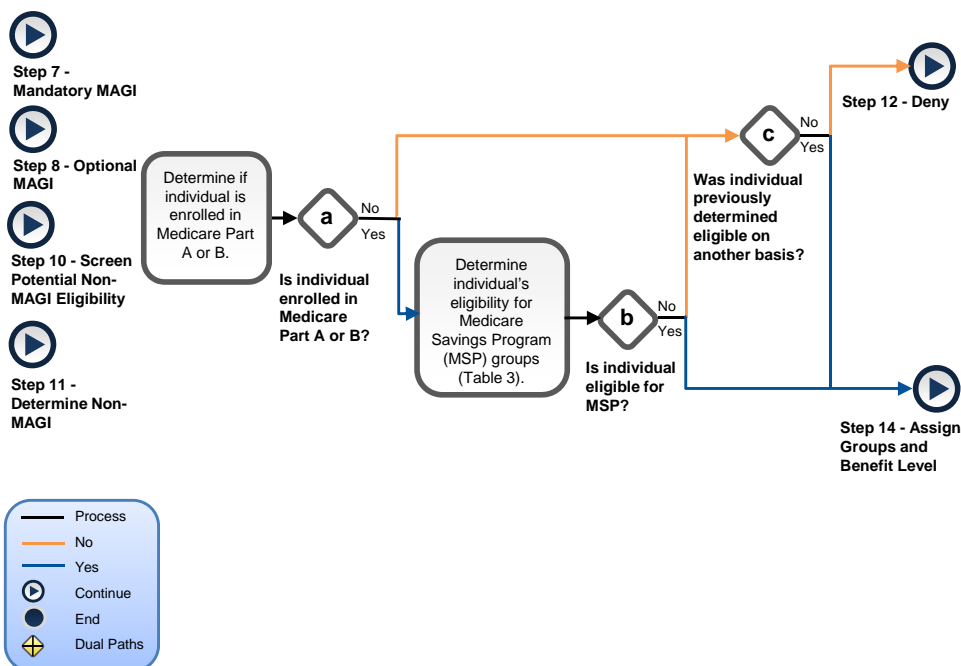 Step 7 -
Mandatory MAGI
Step 8 - Optional
MAGI
Step 10 - Screen
Potential Non-
MAGI Eligibility
Step 11 -
Determine Non-
MAGI
Determine if
individual is
enrolled in
Medicare Part
A or B.
a
No
Yes
Is individual
enrolled in
Medicare
Part A or B?
Determine
individual’s
eligibility for
Medicare
Savings Program
(MSP) groups
(Table 3).
b
No
Yes
Is individual
eligible for
MSP?
c
No
Yes
Was individual
previously
determined
eligible on
another basis?
Step 12 - Deny
Step 14 - Assign
Groups and
Benefit Level
Process
No
Yes
Continue
End
Dual Paths